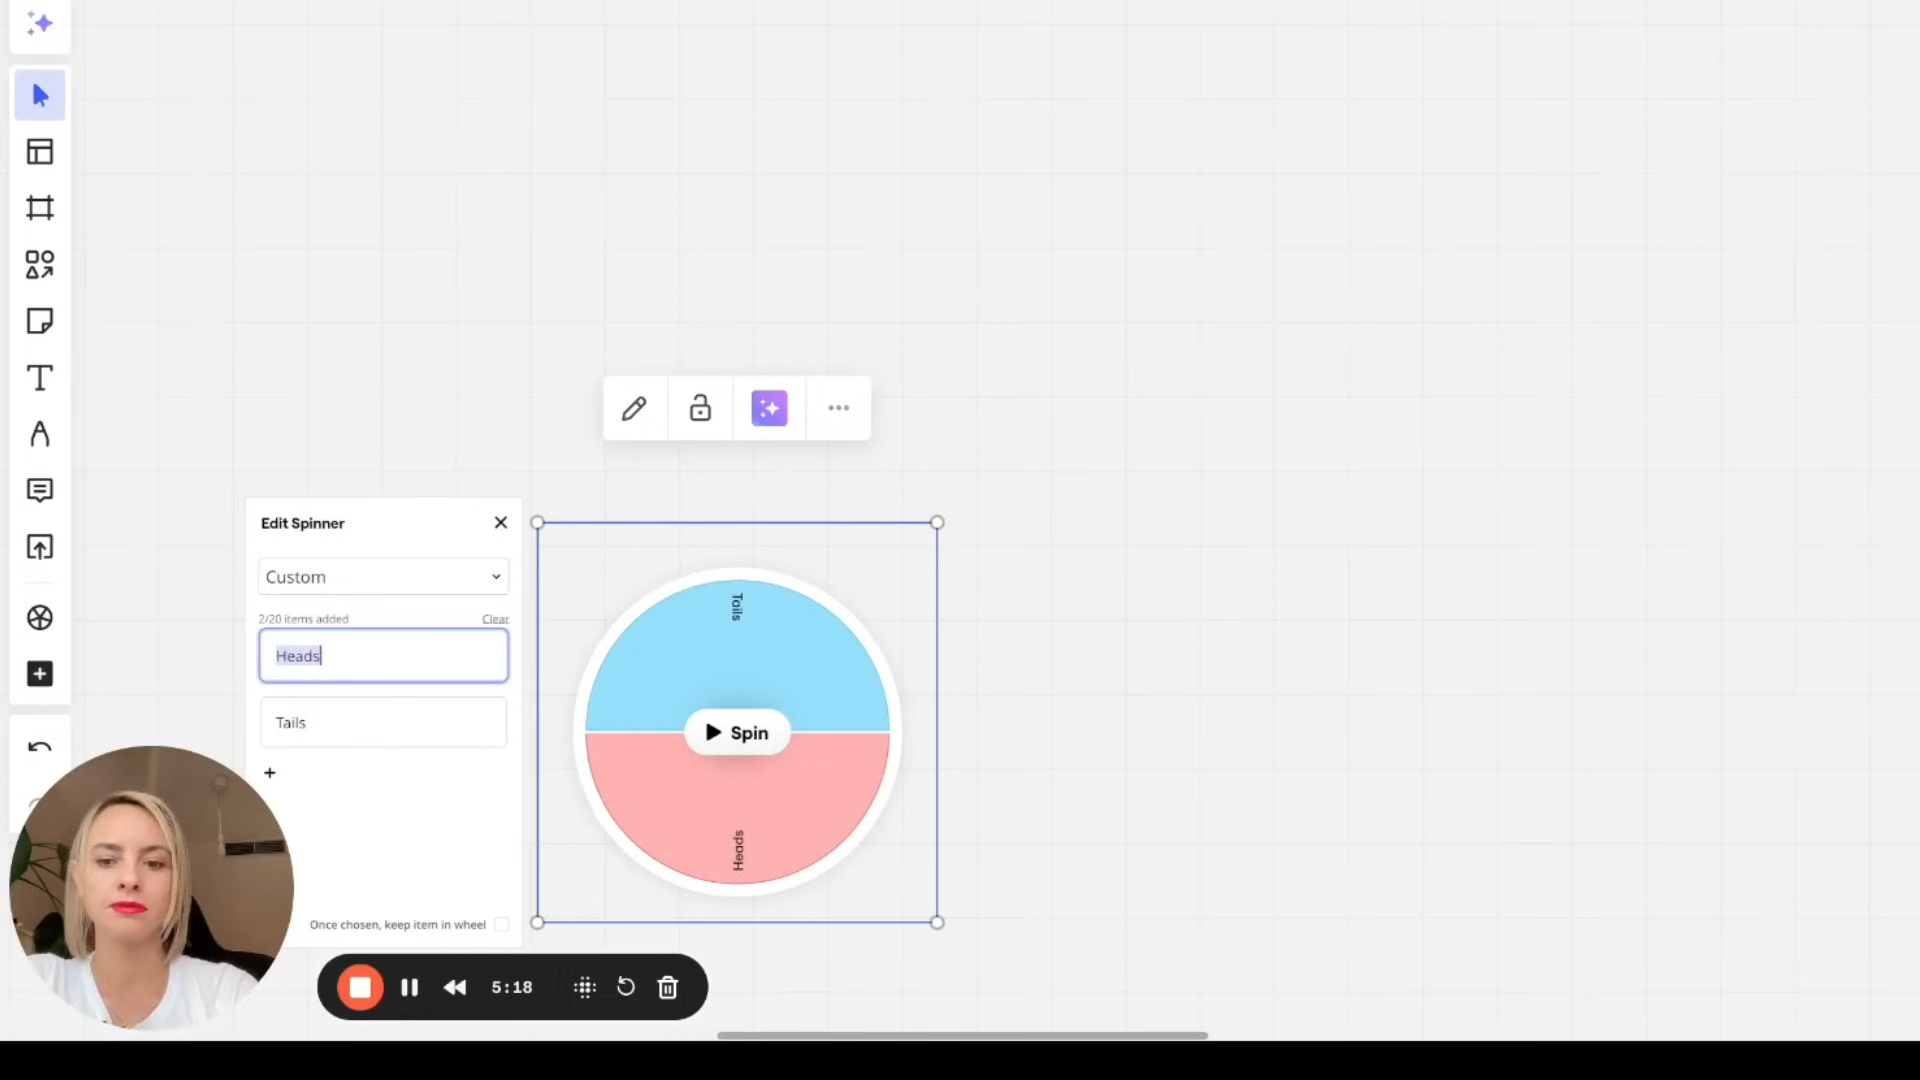 Edit Spinner
Custom
2/20 items added
Clear
Heads
Tails
+
Once chosen, keep item in wheel
Tails
Spin
Heads
5:18